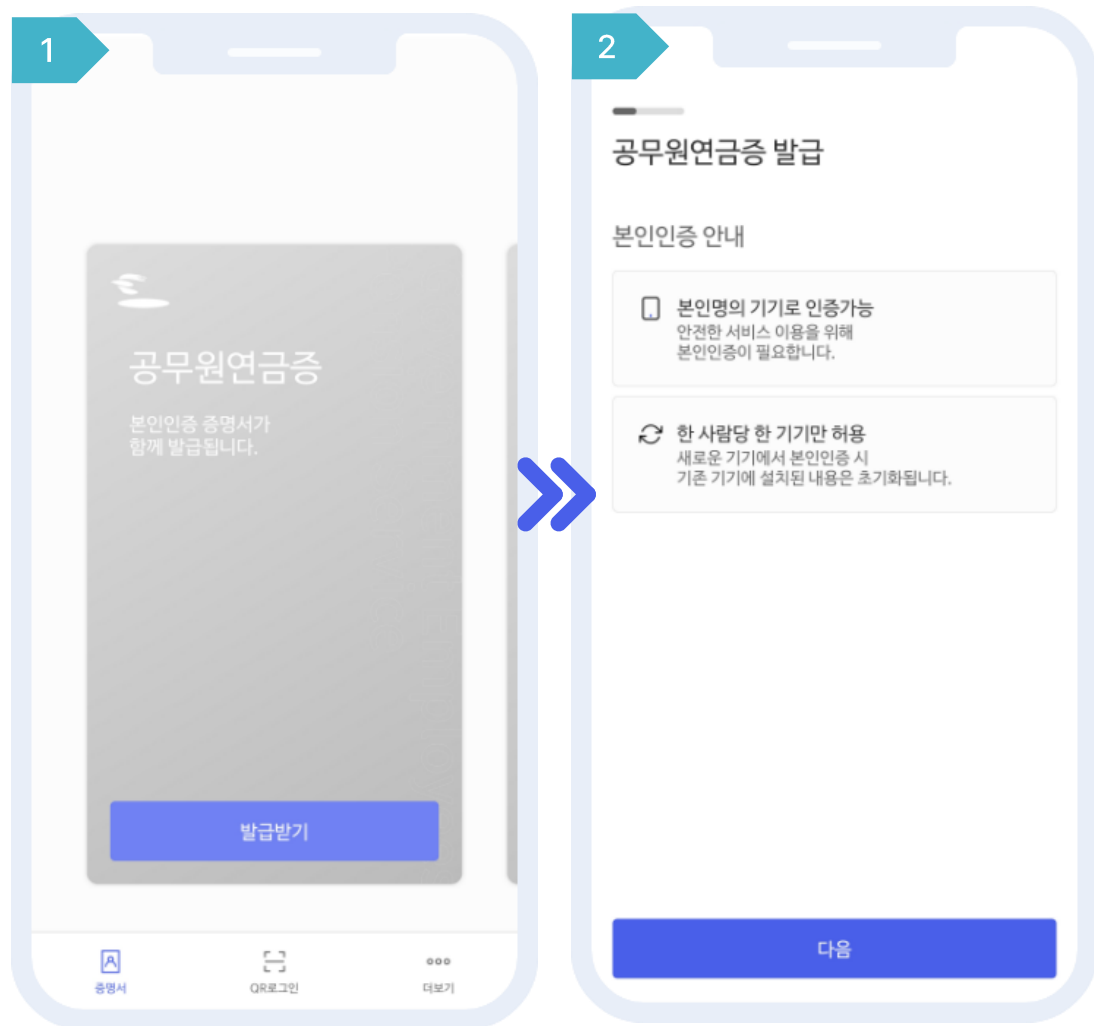 1
공무원연금증
본인인증 증명서가
함께 발급됩니다.
발급받기
증명서
QR로그인
더보기
2
공무원연금증 발급
본인인증 안내
본인명의 기기로 인증가능
안전한 서비스 이용을 위해
본인인증이 필요합니다.
한 사람당 한 기기만 허용
새로운 기기에서 본인인증 시
기존 기기에 설치된 내용은 초기화됩니다.
다음